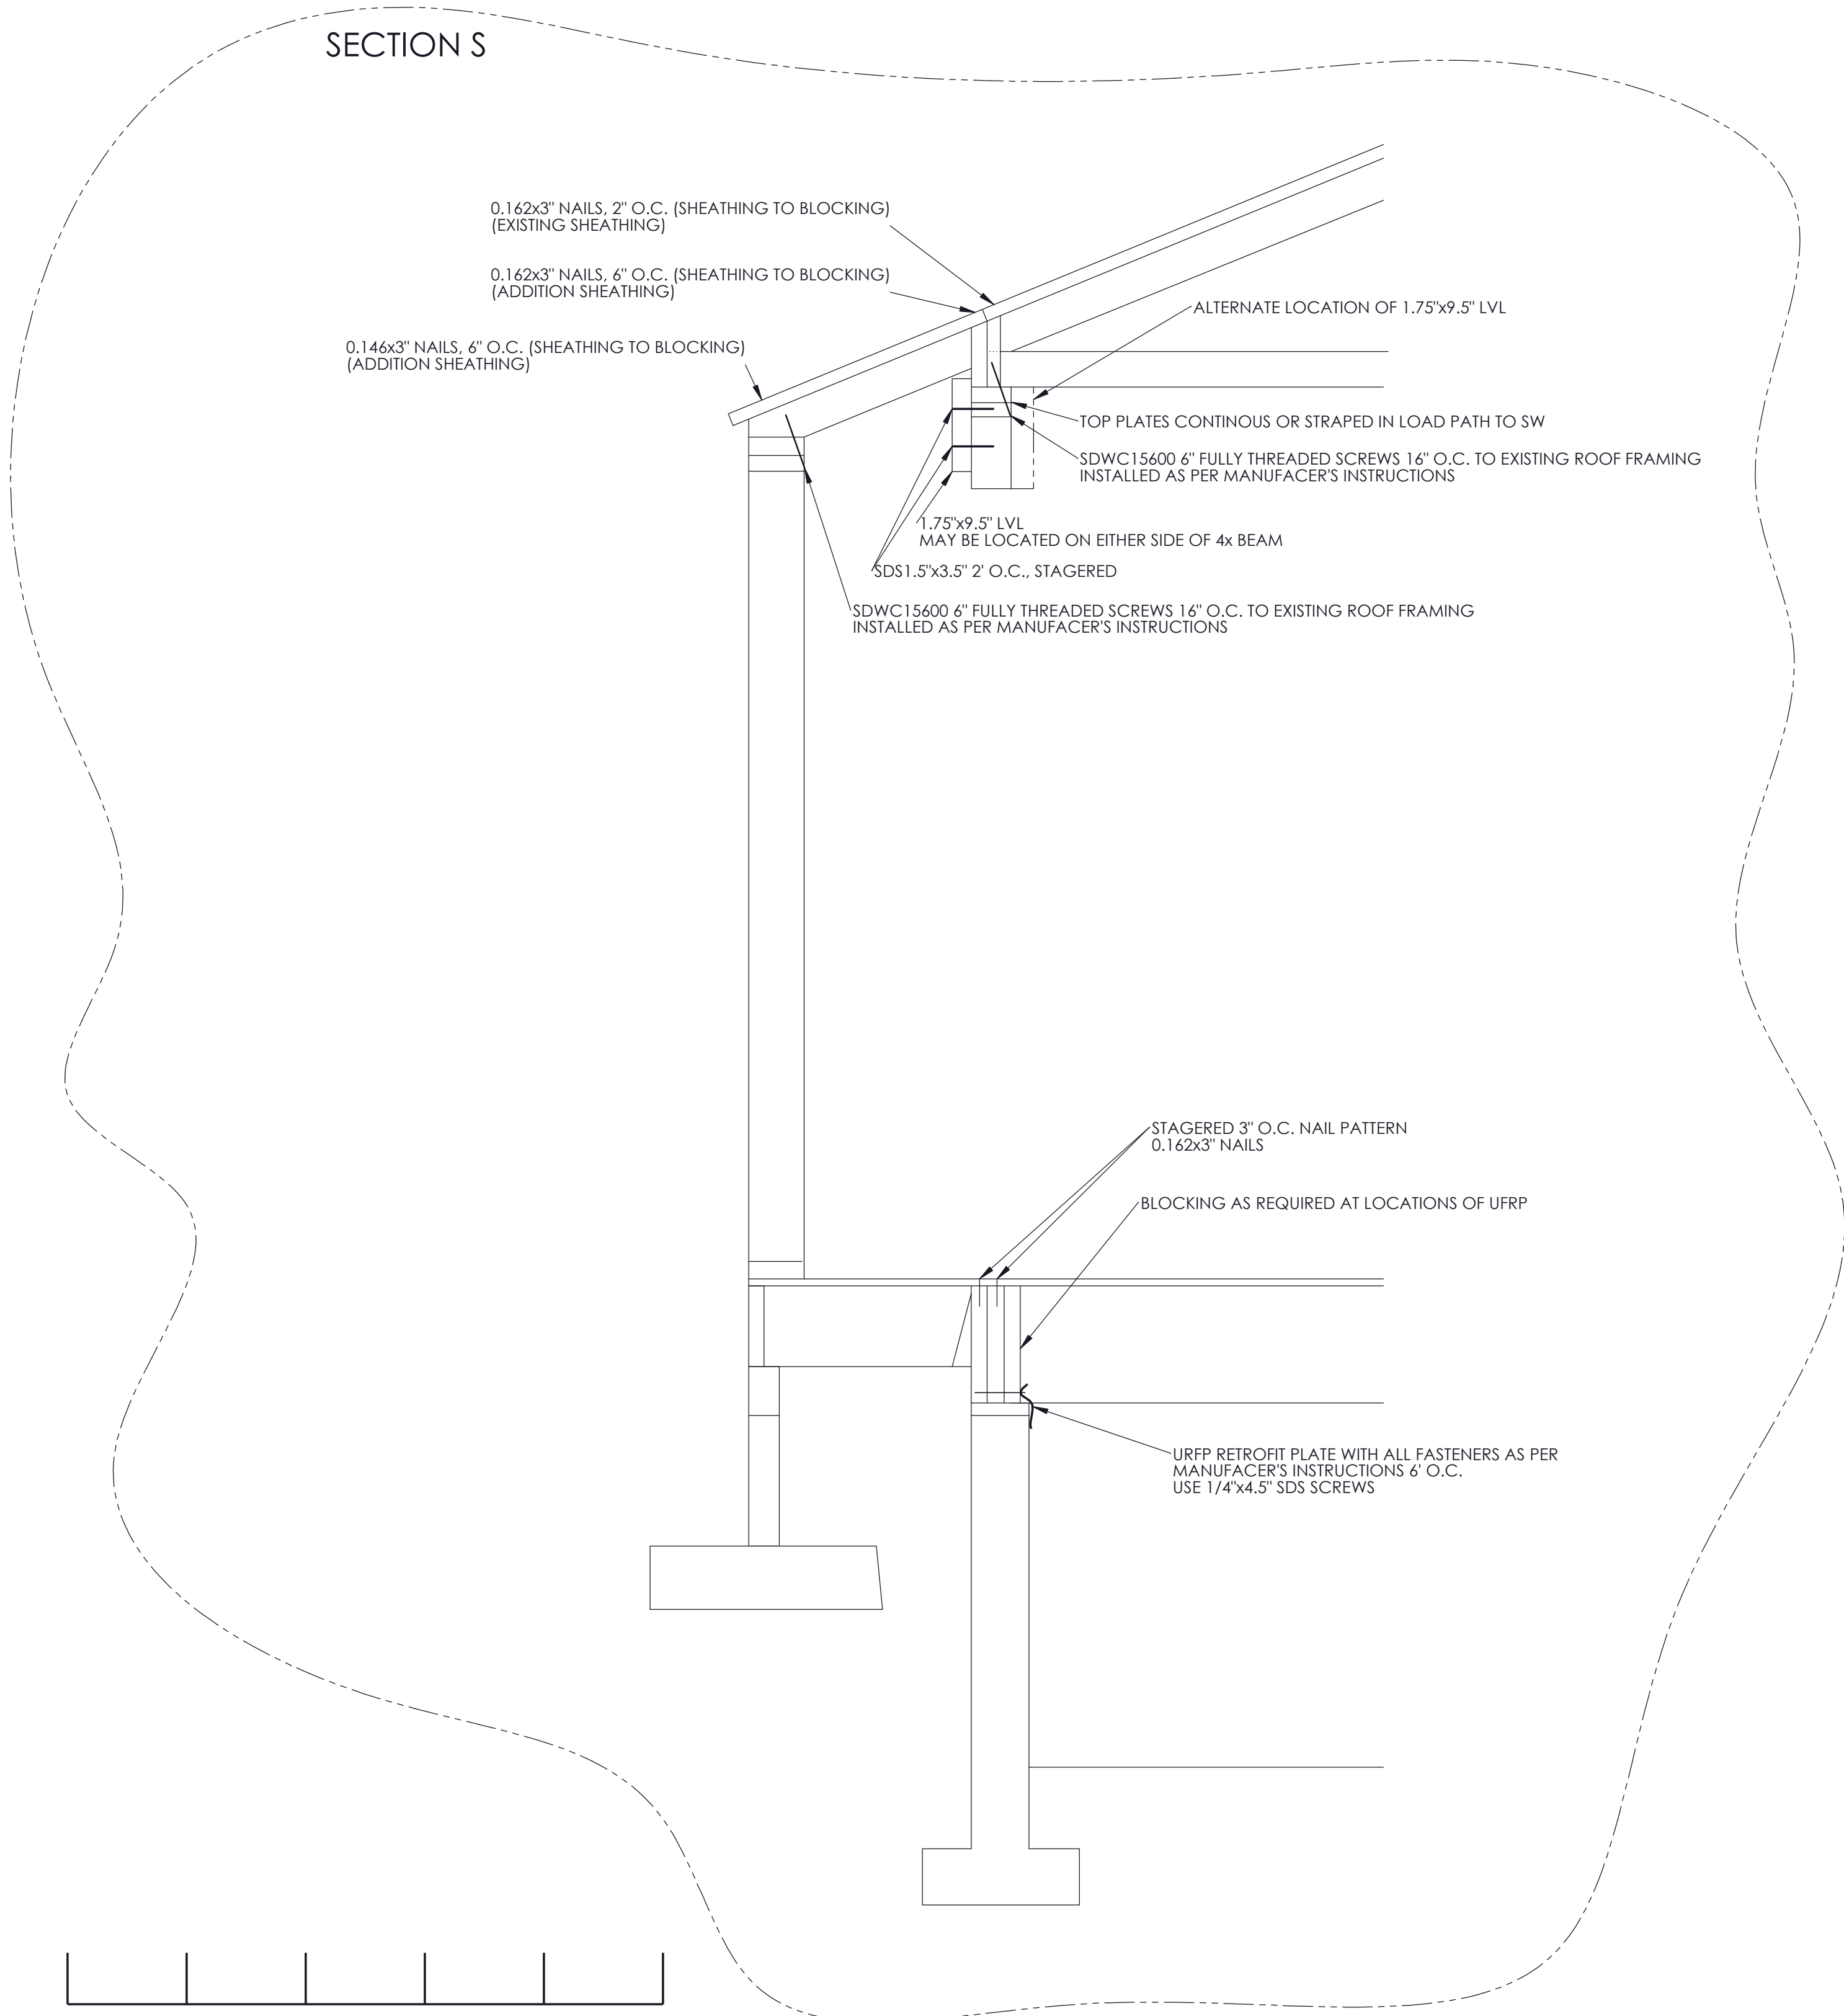 SECTION S
0.162x3" NAILS, 2" O.C. (SHEATHING TO BLOCKING)
(EXISTING SHEATHING)
0.162x3" NAILS, 6" O.C. (SHEATHING TO BLOCKING)
(ADDITION SHEATHING)
ALTERNATE LOCATION OF 1.75"x9.5" LVL
0.146x3" NAILS, 6" O.C. (SHEATHING TO BLOCKING)
(ADDITION SHEATHING)
TOP PLATES CONTINOUS OR STRAPED IN LOAD PATH TO SW
SDWC15600 6" FULLY THREADED SCREWS 16" O.C. TO EXISTING ROOF FRAMING
INSTALLED AS PER MANUFACER'S INSTRUCTIONS
1.75"x9.5" LVL
MAY BE LOCATED ON EITHER SIDE OF 4x BEAM
SDS1.5"x3.5" 2' O.C., STAGERED
SDWC15600 6" FULLY THREADED SCREWS 16" O.C. TO EXISTING ROOF FRAMING
INSTALLED AS PER MANUFACER'S INSTRUCTIONS
STAGERED 3" O.C. NAIL PATTERN
0.162x3" NAILS
BLOCKING AS REQUIRED AT LOCATIONS OF UFRP
URFP RETROFIT PLATE WITH ALL FASTENERS AS PER
MANUFACER'S INSTRUCTIONS 6' O.C.
USE 1/4"x4.5" SDS SCREWS